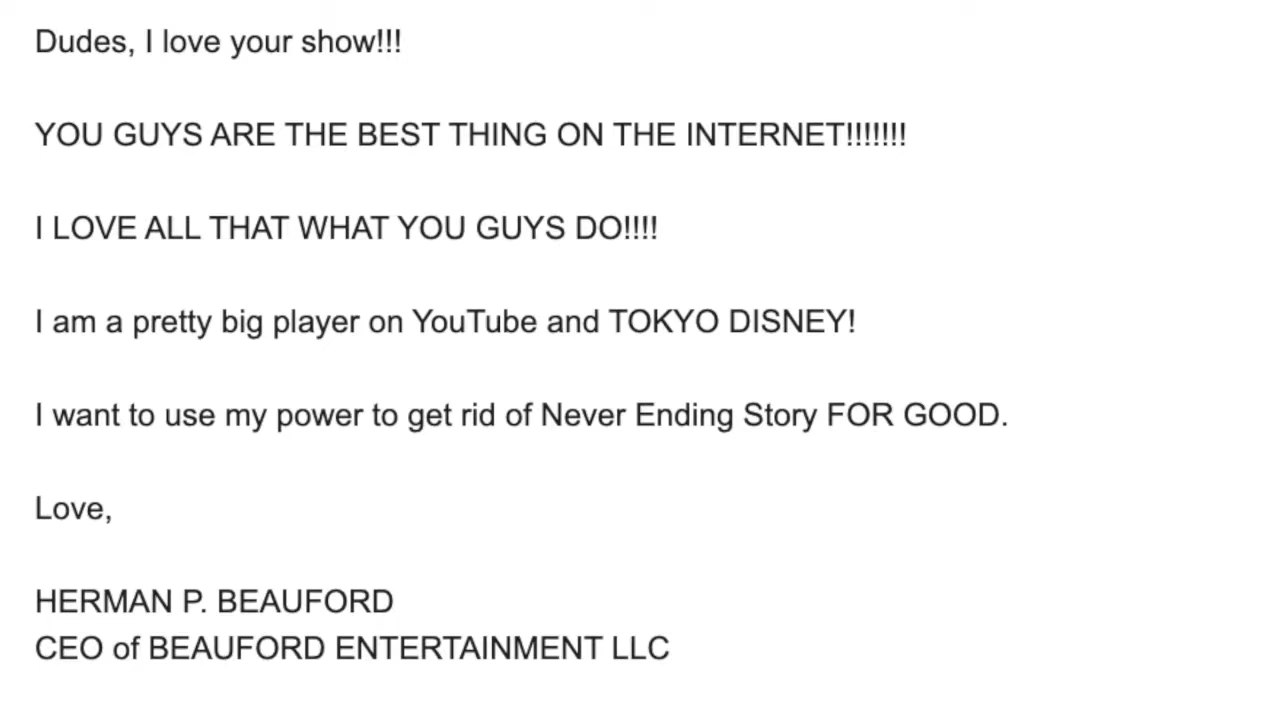 Dudes, I love your show!!!
YOU GUYS ARE THE BEST THING ON THE INTERNET!!!!!!!
I LOVE ALL THAT WHAT YOU GUYS DO!!!!
I am a pretty big player on YouTube and TOKYO DISNEY!
I want to use my power to get rid of Never Ending Story FOR GOOD.
Love,
HERMAN P. BEAUFORD
CEO of BEAUFORD ENTERTAINMENT LLC